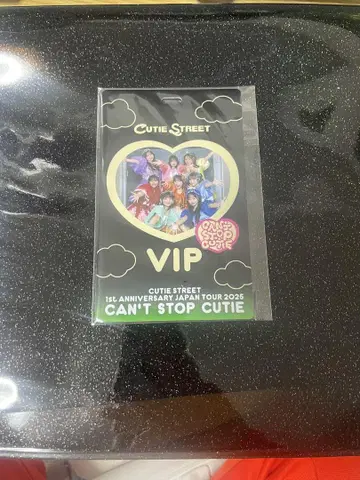 CUTIE STREET
CAN'T
STOP
CUTIE
VIP
CUTIE STREET
1ST ANNIVERSARY JAPAN TOUR 2025
CAN'T STOP CUTIE